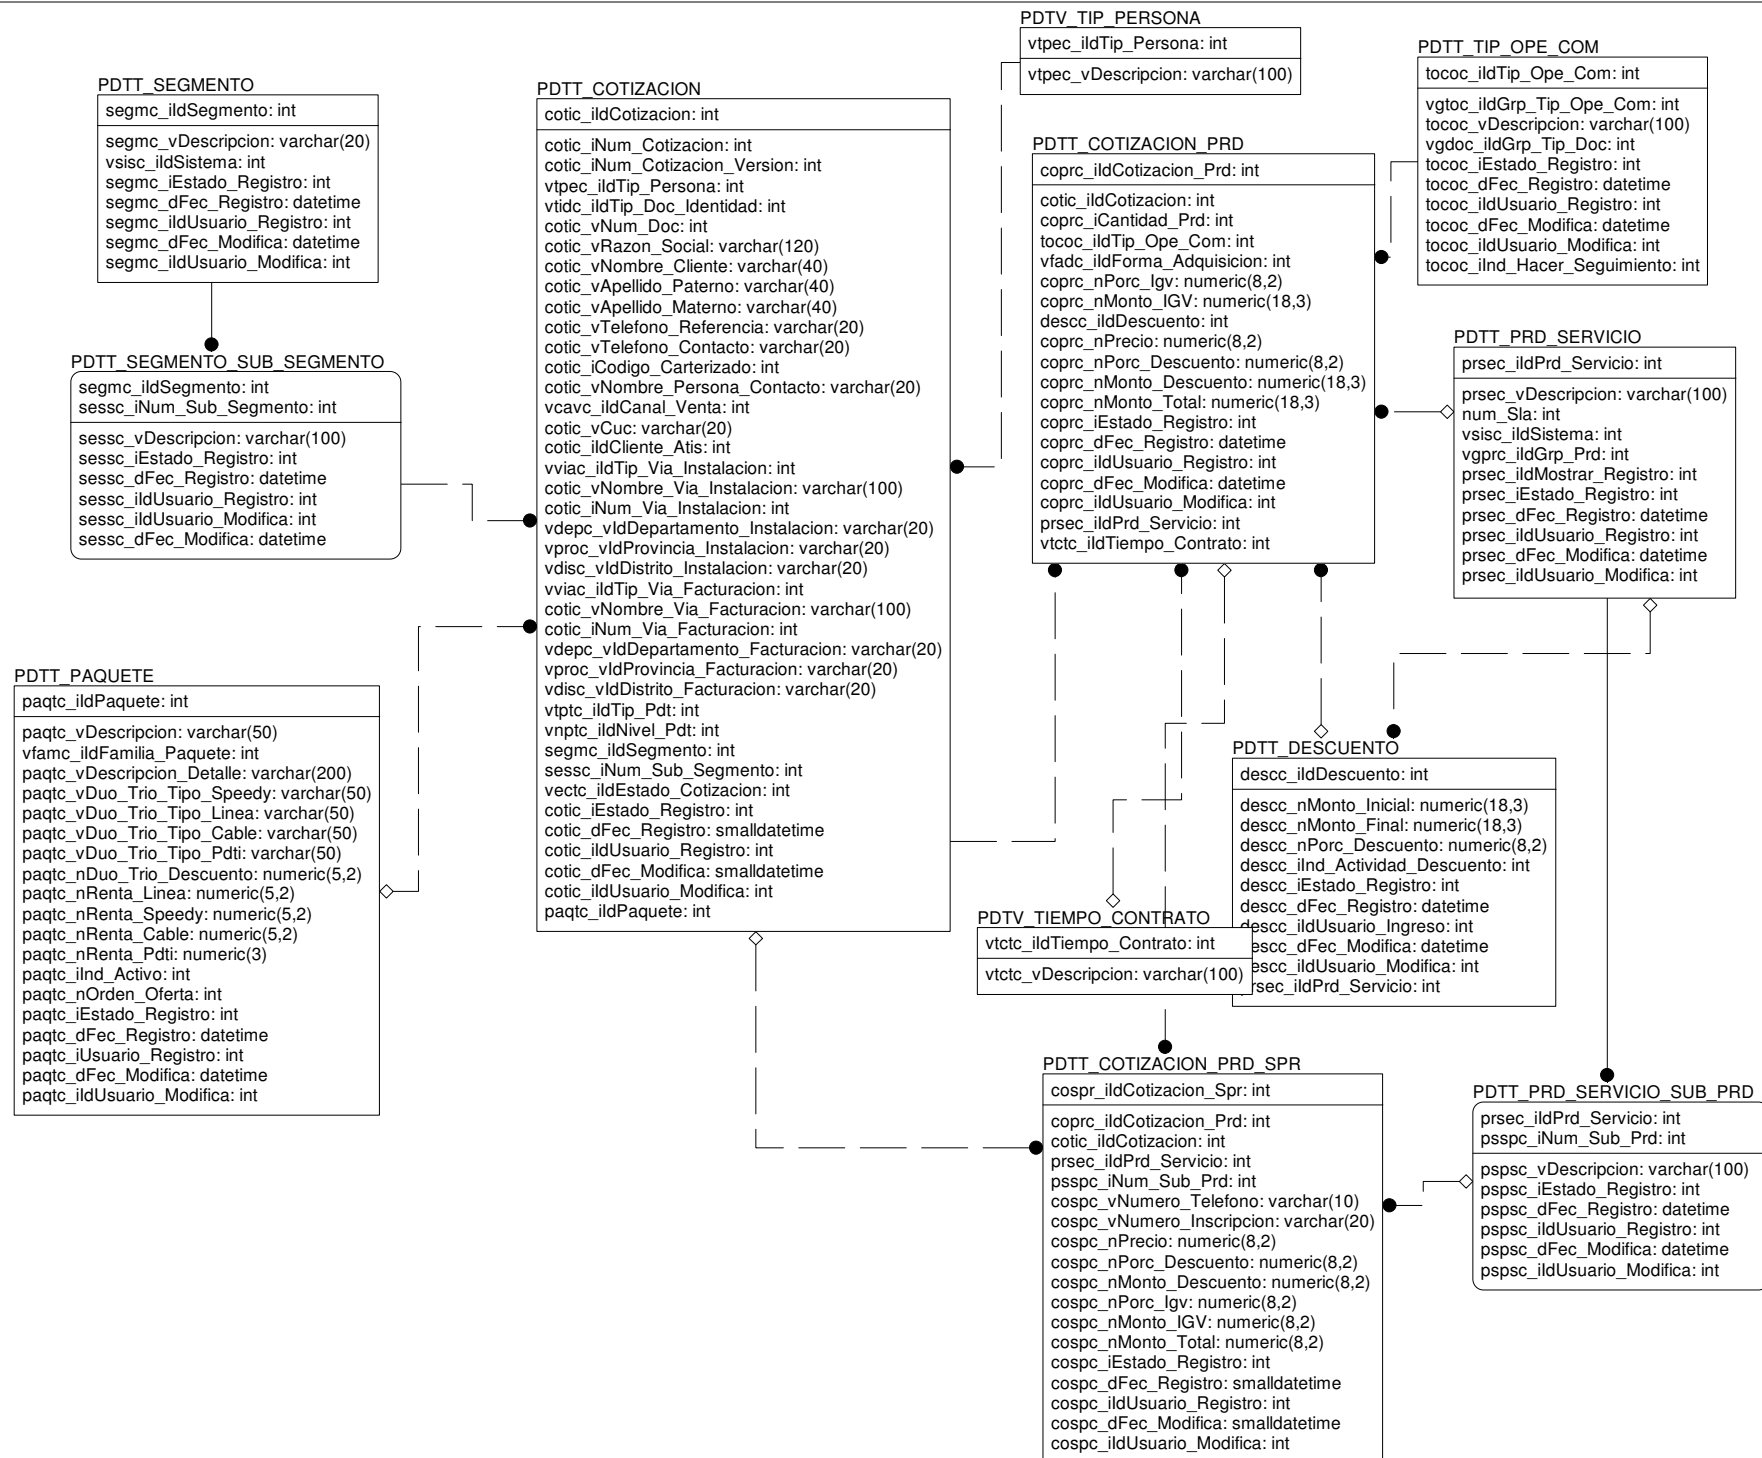 PDTT_SEGMENTO
segmc_iIdSegmento: int
segmc_vDescripcion: varchar(20)
vsisc_iIdSistema: int
segmc_iEstado_Registro: int
segmc_dFec_Registro: datetime
segmc_iIdUsuario_Registro: int
segmc_dFec_Modifica: datetime
segmc_iIdUsuario_Modifica: int
PDTT_SEGMENTO_SUB_SEGMENTO
segmc_iIdSegmento: int
sessc_iNum_Sub_Segmento: int
sessc_vDescripcion: varchar(100)
sessc_iEstado_Registro: int
sessc_dFec_Registro: datetime
sessc_iIdUsuario_Registro: int
sessc_iIdUsuario_Modifica: int
sessc_dFec_Modifica: datetime
PDTT_PAQUETE
paqtc_iIdPaquete: int
paqtc_vDescripcion: varchar(50)
vfamc_iIdFamilia_Paquete: int
paqtc_vDescripcion_Detalle: varchar(200)
paqtc_vDuo_Trio_Tipo_Speedy: varchar(50)
paqtc_vDuo_Trio_Tipo_Linea: varchar(50)
paqtc_vDuo_Trio_Tipo_Cable: varchar(50)
paqtc_vDuo_Trio_Tipo_Pdti: varchar(50)
paqtc_nDuo_Trio_Descuento: numeric(5,2)
paqtc_nRenta_Linea: numeric(5,2)
paqtc_nRenta_Speedy: numeric(5,2)
paqtc_nRenta_Cable: numeric(5,2)
paqtc_nRenta_Pdti: numeric(3)
paqtc_iInd_Activo: int
paqtc_nOrden_Oferta: int
paqtc_iEstado_Registro: int
paqtc_dFec_Registro: datetime
paqtc_iUsuario_Registro: int
paqtc_dFec_Modifica: datetime
paqtc_iIdUsuario_Modifica: int
PDTT_COTIZACION
cotic_iIdCotizacion: int
cotic_iNum_Cotizacion: int
cotic_iNum_Cotizacion_Version: int
vtpec_iIdTip_Persona: int
vtidc_iIdTip_Doc_Identidad: int
cotic_vNum_Doc: int
cotic_vRazon_Social: varchar(120)
cotic_vNombre_Cliente: varchar(40)
cotic_vApellido_Paterno: varchar(40)
cotic_vApellido_Materno: varchar(40)
cotic_vTelefono_Referencia: varchar(20)
cotic_vTelefono_Contacto: varchar(20)
cotic_iCodigo_Carterizado: int
cotic_vNombre_Persona_Contacto: varchar(20)
vcavc_iIdCanal_Venta: int
cotic_vCuc: varchar(20)
cotic_iIdCliente_Atis: int
vviac_iIdTip_Via_Instalacion: int
cotic_vNombre_Via_Instalacion: varchar(100)
cotic_iNum_Via_Instalacion: int
vdepc_vIdDepartamento_Instalacion: varchar(20)
vproc_vIdProvincia_Instalacion: varchar(20)
vdisc_vIdDistrito_Instalacion: varchar(20)
vviac_iIdTip_Via_Facturacion: int
cotic_vNombre_Via_Facturacion: varchar(100)
cotic_iNum_Via_Facturacion: int
vdepc_vIdDepartamento_Facturacion: varchar(20)
vproc_vIdProvincia_Facturacion: varchar(20)
vdisc_vIdDistrito_Facturacion: varchar(20)
vtptc_iIdTip_Pdt: int
vnptc_iIdNivel_Pdt: int
segmc_iIdSegmento: int
sessc_iNum_Sub_Segmento: int
vectc_iIdEstado_Cotizacion: int
cotic_iEstado_Registro: int
cotic_dFec_Registro: smalldatetime
cotic_iIdUsuario_Registro: int
cotic_dFec_Modifica: smalldatetime
cotic_iIdUsuario_Modifica: int
paqtc_iIdPaquete: int
PDTV_TIP_PERSONA
vtpec_iIdTip_Persona: int
vtpec_vDescripcion: varchar(100)
PDTT_COTIZACION_PRD
coprc_iIdCotizacion_Prd: int
cotic_iIdCotizacion: int
coprc_iCantidad_Prd: int
tococ_iIdTip_Ope_Com: int
vfadc_iIdForma_Adquisicion: int
coprc_nPorc_Igv: numeric(8,2)
coprc_nMonto_IGV: numeric(18,3)
descc_iIdDescuento: int
coprc_nPrecio: numeric(8,2)
coprc_nPorc_Descuento: numeric(8,2)
coprc_nMonto_Descuento: numeric(18,3)
coprc_nMonto_Total: numeric(18,3)
coprc_iEstado_Registro: int
coprc_dFec_Registro: datetime
coprc_iIdUsuario_Registro: int
coprc_dFec_Modifica: datetime
coprc_iIdUsuario_Modifica: int
prsec_iIdPrd_Servicio: int
vtctc_iIdTiempo_Contrato: int
PDTT_TIP_OPE_COM
tococ_iIdTip_Ope_Com: int
vgtoc_iIdGrp_Tip_Ope_Com: int
tococ_vDescripcion: varchar(100)
vgdoc_iIdGrp_Tip_Doc: int
tococ_iEstado_Registro: int
tococ_dFec_Registro: datetime
tococ_iIdUsuario_Registro: int
tococ_dFec_Modifica: datetime
tococ_iIdUsuario_Modifica: int
tococ_iInd_Hacer_Seguimiento: int
PDTT_PRD_SERVICIO
prsec_iIdPrd_Servicio: int
prsec_vDescripcion: varchar(100)
num_Sla: int
vsisc_iIdSistema: int
vgprc_iIdGrp_Prd: int
prsec_iIdMostrar_Registro: int
prsec_iEstado_Registro: int
prsec_dFec_Registro: datetime
prsec_iIdUsuario_Registro: int
prsec_dFec_Modifica: datetime
prsec_iIdUsuario_Modifica: int
PDTT_DESCUENTO
descc_iIdDescuento: int
descc_nMonto_Inicial: numeric(18,3)
descc_nMonto_Final: numeric(18,3)
descc_nPorc_Descuento: numeric(8,2)
descc_iInd_Actividad_Descuento: int
descc_iEstado_Registro: int
descc_dFec_Registro: datetime
descc_iIdUsuario_Ingreso: int
escc_dFec_Modifica: datetime
escc_iIdUsuario_Modifica: int
rsec_iIdPrd_Servicio: int
PDTV_TIEMPO_CONTRATO
vtctc_iIdTiempo_Contrato: int
vtctc_vDescripcion: varchar(100)
PDTT_COTIZACION_PRD_SPR
cospr_iIdCotizacion_Spr: int
coprc_iIdCotizacion_Prd: int
cotic_iIdCotizacion: int
prsec_iIdPrd_Servicio: int
psspc_iNum_Sub_Prd: int
cospc_vNumero_Telefono: varchar(10)
cospc_vNumero_Inscripcion: varchar(20)
cospc_nPrecio: numeric(8,2)
cospc_nPorc_Descuento: numeric(8,2)
cospc_nMonto_Descuento: numeric(8,2)
cospc_nPorc_Igv: numeric(8,2)
cospc_nMonto_IGV: numeric(8,2)
cospc_nMonto_Total: numeric(8,2)
cospc_iEstado_Registro: int
cospc_dFec_Registro: smalldatetime
cospc_iIdUsuario_Registro: int
cospc_dFec_Modifica: smalldatetime
cospc_iIdUsuario_Modifica: int
PDTT_PRD_SERVICIO_SUB_PRD
prsec_iIdPrd_Servicio: int
psspc_iNum_Sub_Prd: int
pspsc_vDescripcion: varchar(100)
pspsc_iEstado_Registro: int
pspsc_dFec_Registro: datetime
pspsc_iIdUsuario_Registro: int
pspsc_dFec_Modifica: datetime
pspsc_iIdUsuario_Modifica: int